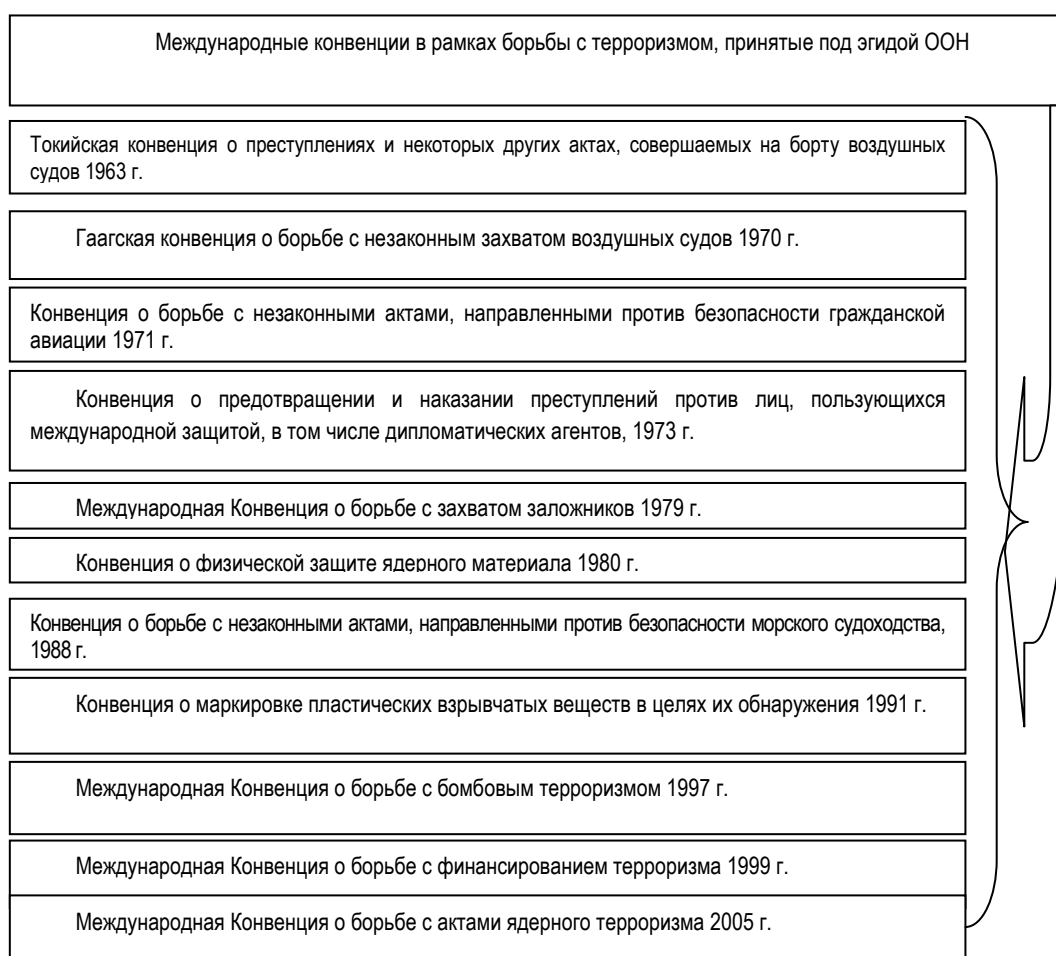 Международные конвенции в рамках борьбы с терроризмом, принятые под эгидой ООН
Токийская конвенция о преступлениях и некоторых других актах, совершаемых на борту воздушных
судов 1963 г.
Гаагская конвенция о борьбе с незаконным захватом воздушных судов 1970 г.
Конвенция о борьбе с незаконными актами, направленными против безопасности гражданской
авиации 1971 г.
Конвенция о предотвращении и наказании преступлений против лиц, пользующихся
международной защитой, в том числе дипломатических агентов, 1973 г.
Международная Конвенция о борьбе с захватом заложников 1979 г.
Конвенция о физической защите ядерного материала 1980 г.
Конвенция о борьбе с незаконными актами, направленными против безопасности морского судоходства,
1988 г.
Конвенция о маркировке пластических взрывчатых веществ в целях их обнаружения 1991 г.
Международная Конвенция о борьбе с бомбовым терроризмом 1997 г.
Международная Конвенция о борьбе с финансированием терроризма 1999 г.
Международная Конвенция о борьбе с актами ядерного терроризма 2005 г.